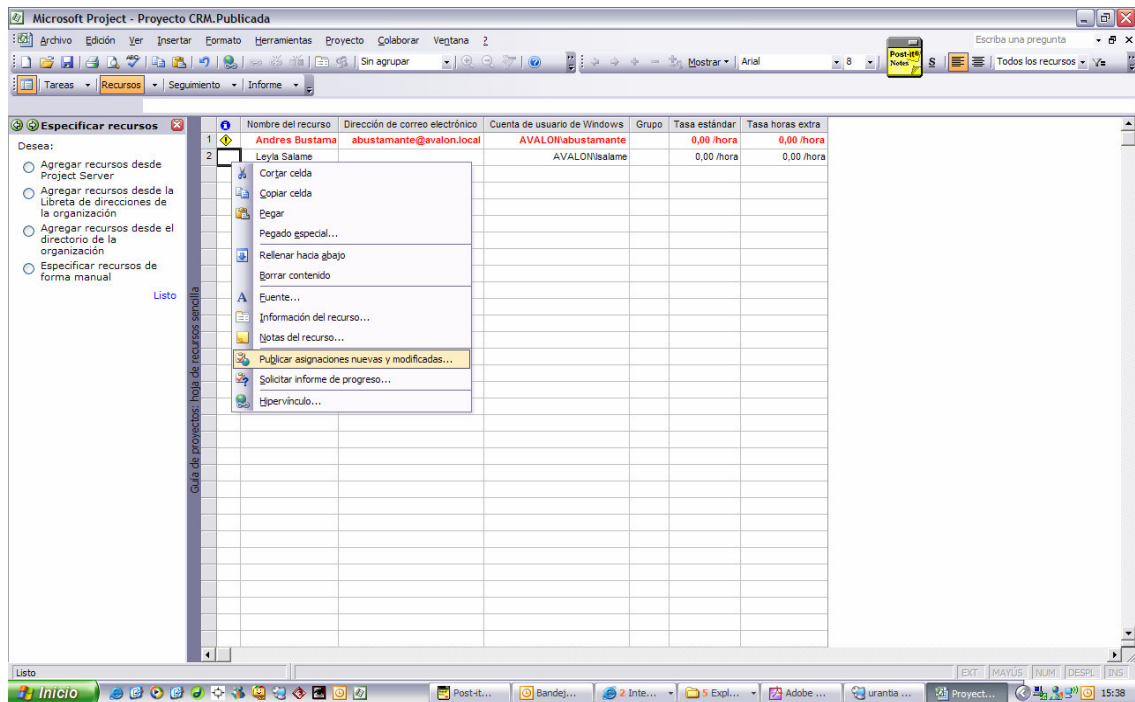 Microsoft Project - Proyecto CRM.Publicada
Archivo Edición Ver Insertar Formato Herramientas Proyecto Colaborar Ventana ? Escriba una pregunta
Sin agrupar Mostrar Arial 8 Post-it® Notes S Todos los recursos
Tareas Recursos Seguimiento Informe
Especificar recursos
Desea:
Agregar recursos desde
Project Server
Agregar recursos desde la
Libreta de direcciones de
la organización
Agregar recursos desde el
directorio de la
organización
Especificar recursos de
forma manual
Listo
Guía de proyectos: hoja de recursos sencilla
Nombre del recurso Dirección de correo electrónico Cuenta de usuario de Windows Grupo Tasa estándar Tasa horas extra
1 Andres Bustama abustamante@avalon.local AVALON\abustamante 0,00 /hora 0,00 /hora
2 Leyla Salame AVALON\lsalame 0,00 /hora 0,00 /hora
Cortar celda
Copiar celda
Pegar
Pegado especial...
Rellenar hacia abajo
Borrar contenido
Fuente...
Información del recurso...
Notas del recurso...
Publicar asignaciones nuevas y modificadas...
Solicitar informe de progreso...
Hipervínculo...
Listo EXT MAYÚS NUM DESPL INS
Inicio Post-it... Bandej... 2 Inte... 5 Expl... Adobe ... urantia ... Proyect... 15:38